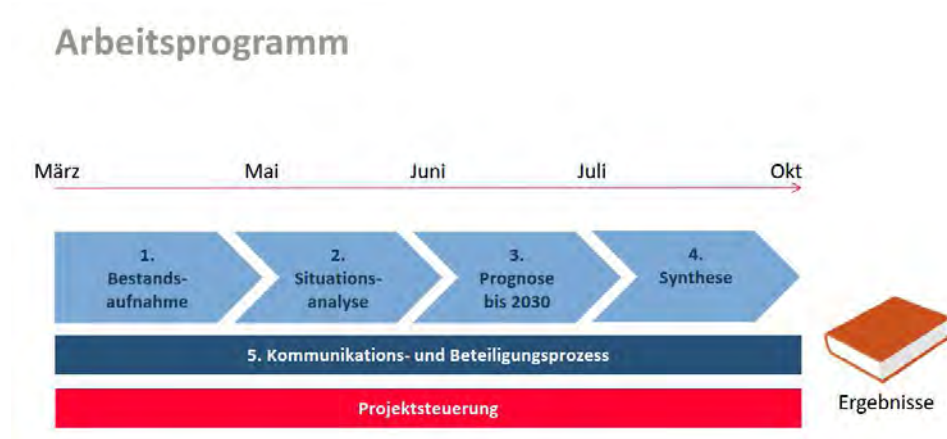 Arbeitsprogramm
März Mai Juni Juli Okt
1.
Bestands-
aufnahme
2.
Situations-
analyse
3.
Prognose
bis 2030
4.
Synthese
5. Kommunikations- und Beteiligungsprozess
Projektsteuerung
Ergebnisse